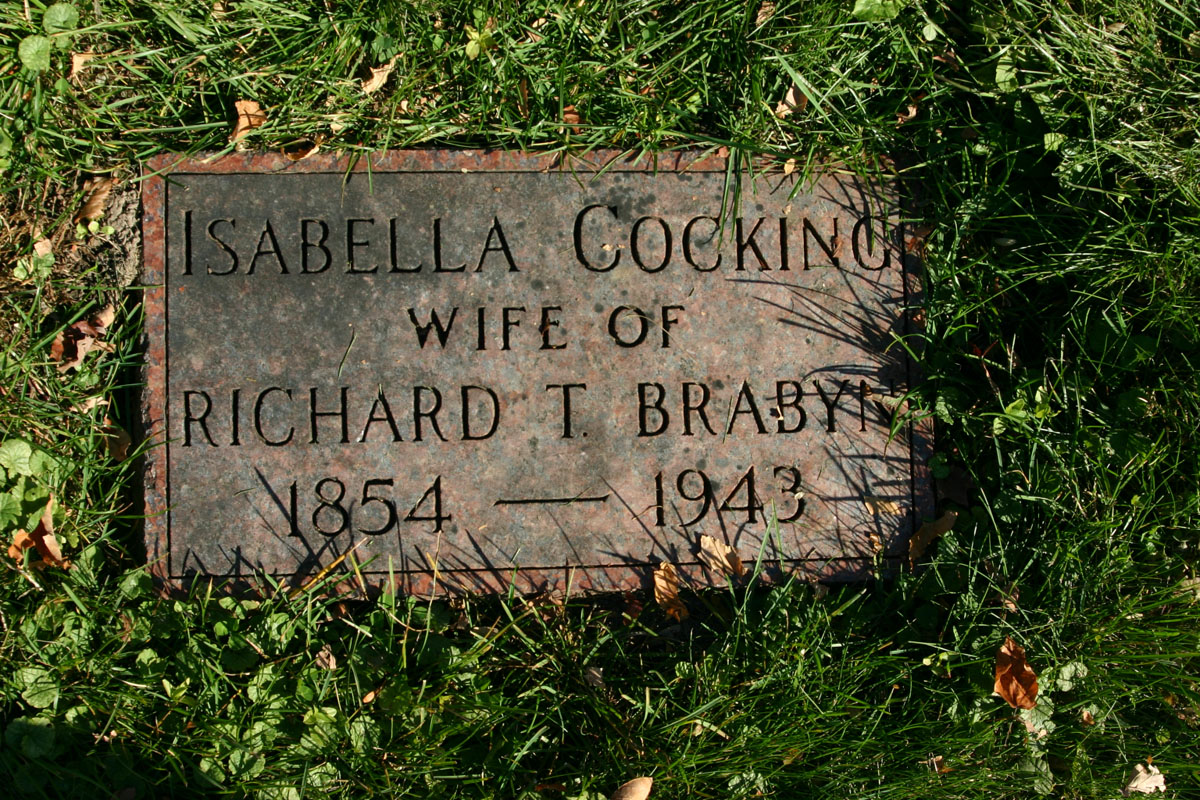 ISABELLA COCKING
WIFE OF
RICHARD T. BRABYN
1854 — 1943